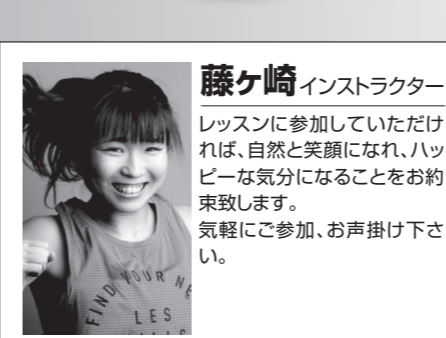 藤ヶ崎インストラクター
レッスンに参加していただけ
れば、自然と笑顔になれ、ハッ
ピーな気分になることをお約
束致します。
気軽にご参加、お声掛け下さ
い。
FIND YOUR
LES